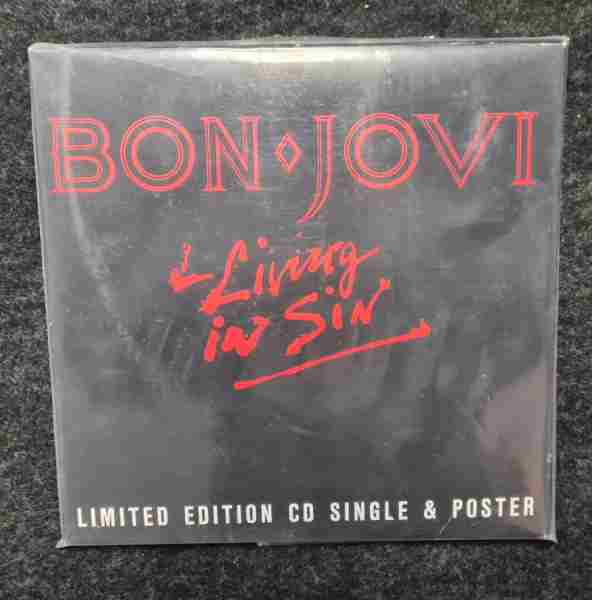 BON JOVI
Living
in Sin
LIMITED EDITION CD SINGLE & POSTER